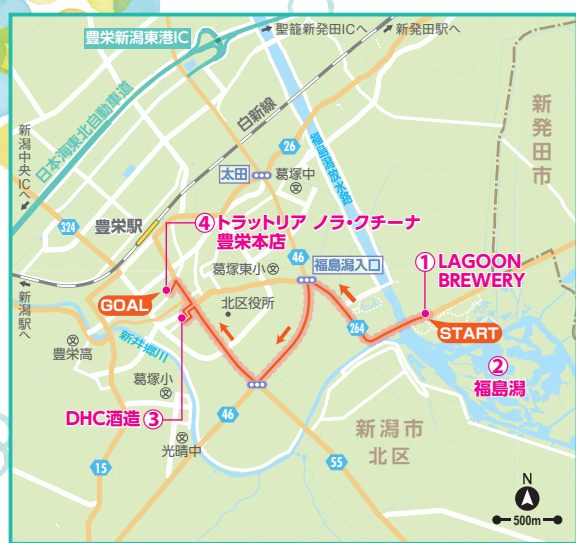 豊栄新潟東港IC
聖籠新発田ICへ
新発田駅へ
日本海東北自動車道
新潟中央ICへ
白新線
福島潟放水路
新発田市
26
太田
葛塚中
324
豊栄駅
④トラットリア ノラ・クチーナ
豊栄本店
46
福島潟入口
葛塚東小
①LAGOON
BREWERY
GOAL
北区役所
264
START
新潟駅へ
豊栄高
新井郷川
②
福島潟
葛塚小
DHC酒造③
46
新潟市
北区
光晴中
15
55
N
500m